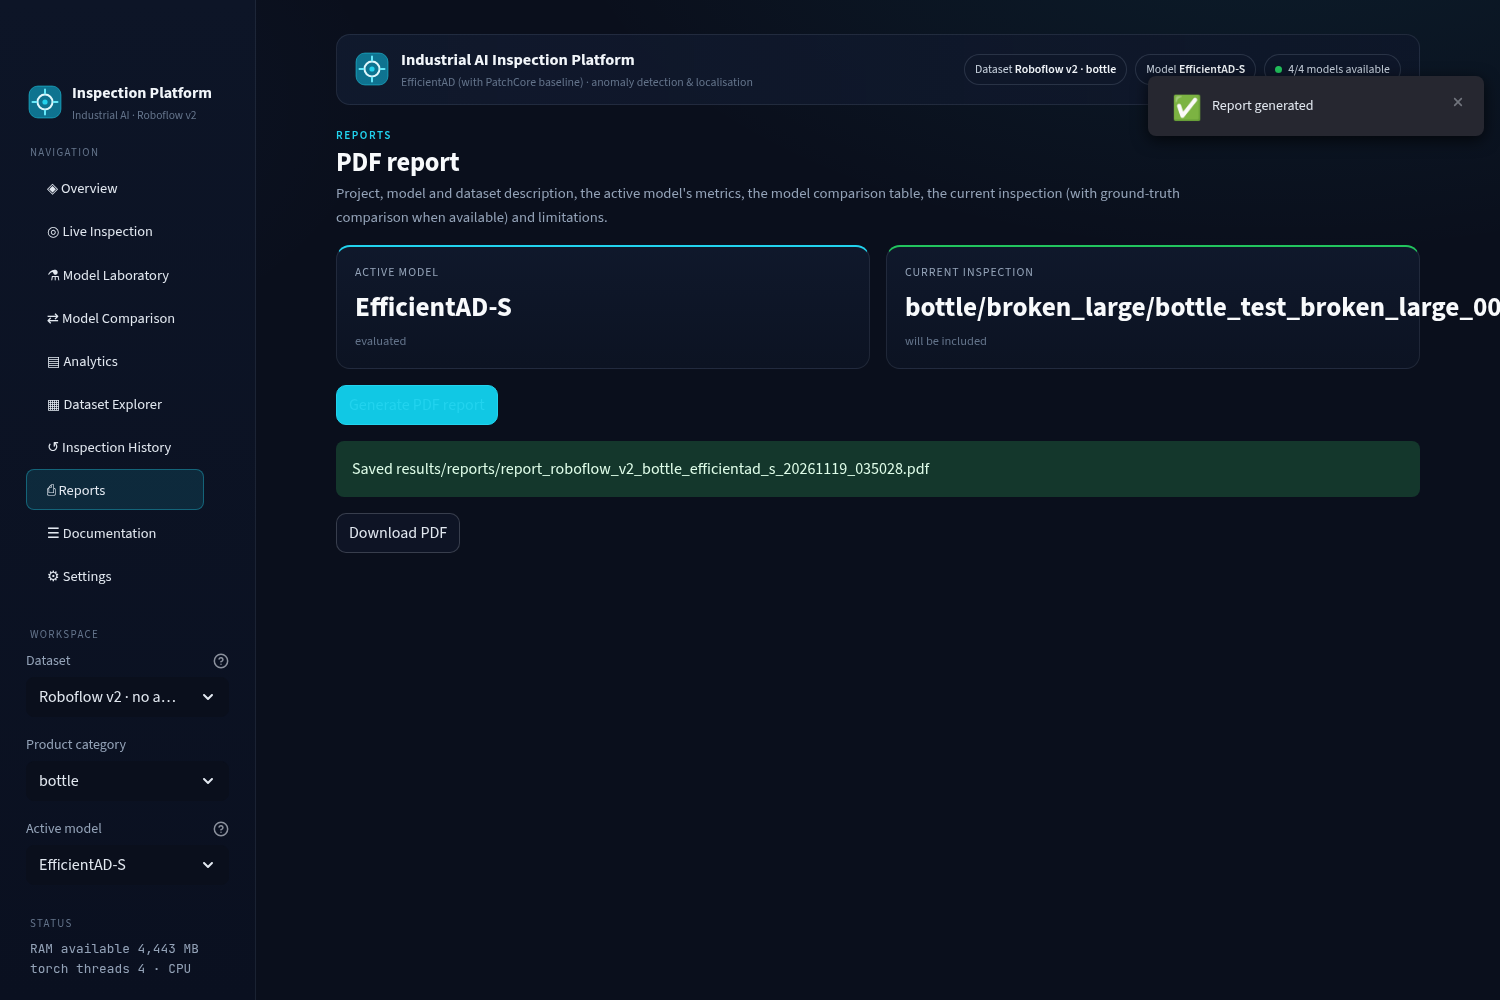 Inspection Platform
Industrial AI · Roboflow v2
NAVIGATION
◈ Overview
◎ Live Inspection
⚗ Model Laboratory
⇄ Model Comparison
▤ Analytics
▦ Dataset Explorer
↺ Inspection History
⎙ Reports
☰ Documentation
⚙ Settings
WORKSPACE
Dataset
Roboflow v2 · no a…
Product category
bottle
Active model
EfficientAD-S
STATUS
RAM available 4,443 MB
torch threads 4 · CPU
Industrial AI Inspection Platform
EfficientAD (with PatchCore baseline) · anomaly detection & localisation
Dataset Roboflow v2 · bottle
Model EfficientAD-S
4/4 models available
✅ Report generated ×
REPORTS
PDF report
Project, model and dataset description, the active model's metrics, the model comparison table, the current inspection (with ground-truth
comparison when available) and limitations.
ACTIVE MODEL
EfficientAD-S
evaluated
CURRENT INSPECTION
bottle/broken_large/bottle_test_broken_large_00
will be included
Generate PDF report
Saved results/reports/report_roboflow_v2_bottle_efficientad_s_20261119_035028.pdf
Download PDF